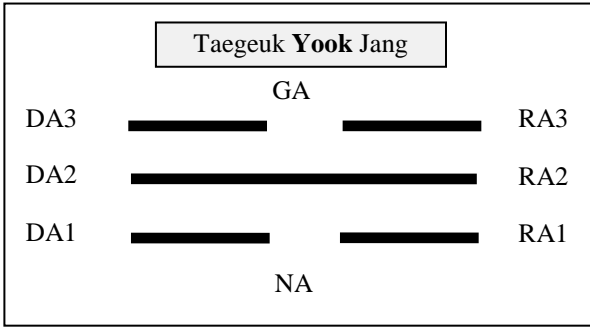 Taegeuk Yook Jang
GA
DA3 RA3
DA2 RA2
DA1 RA1
NA